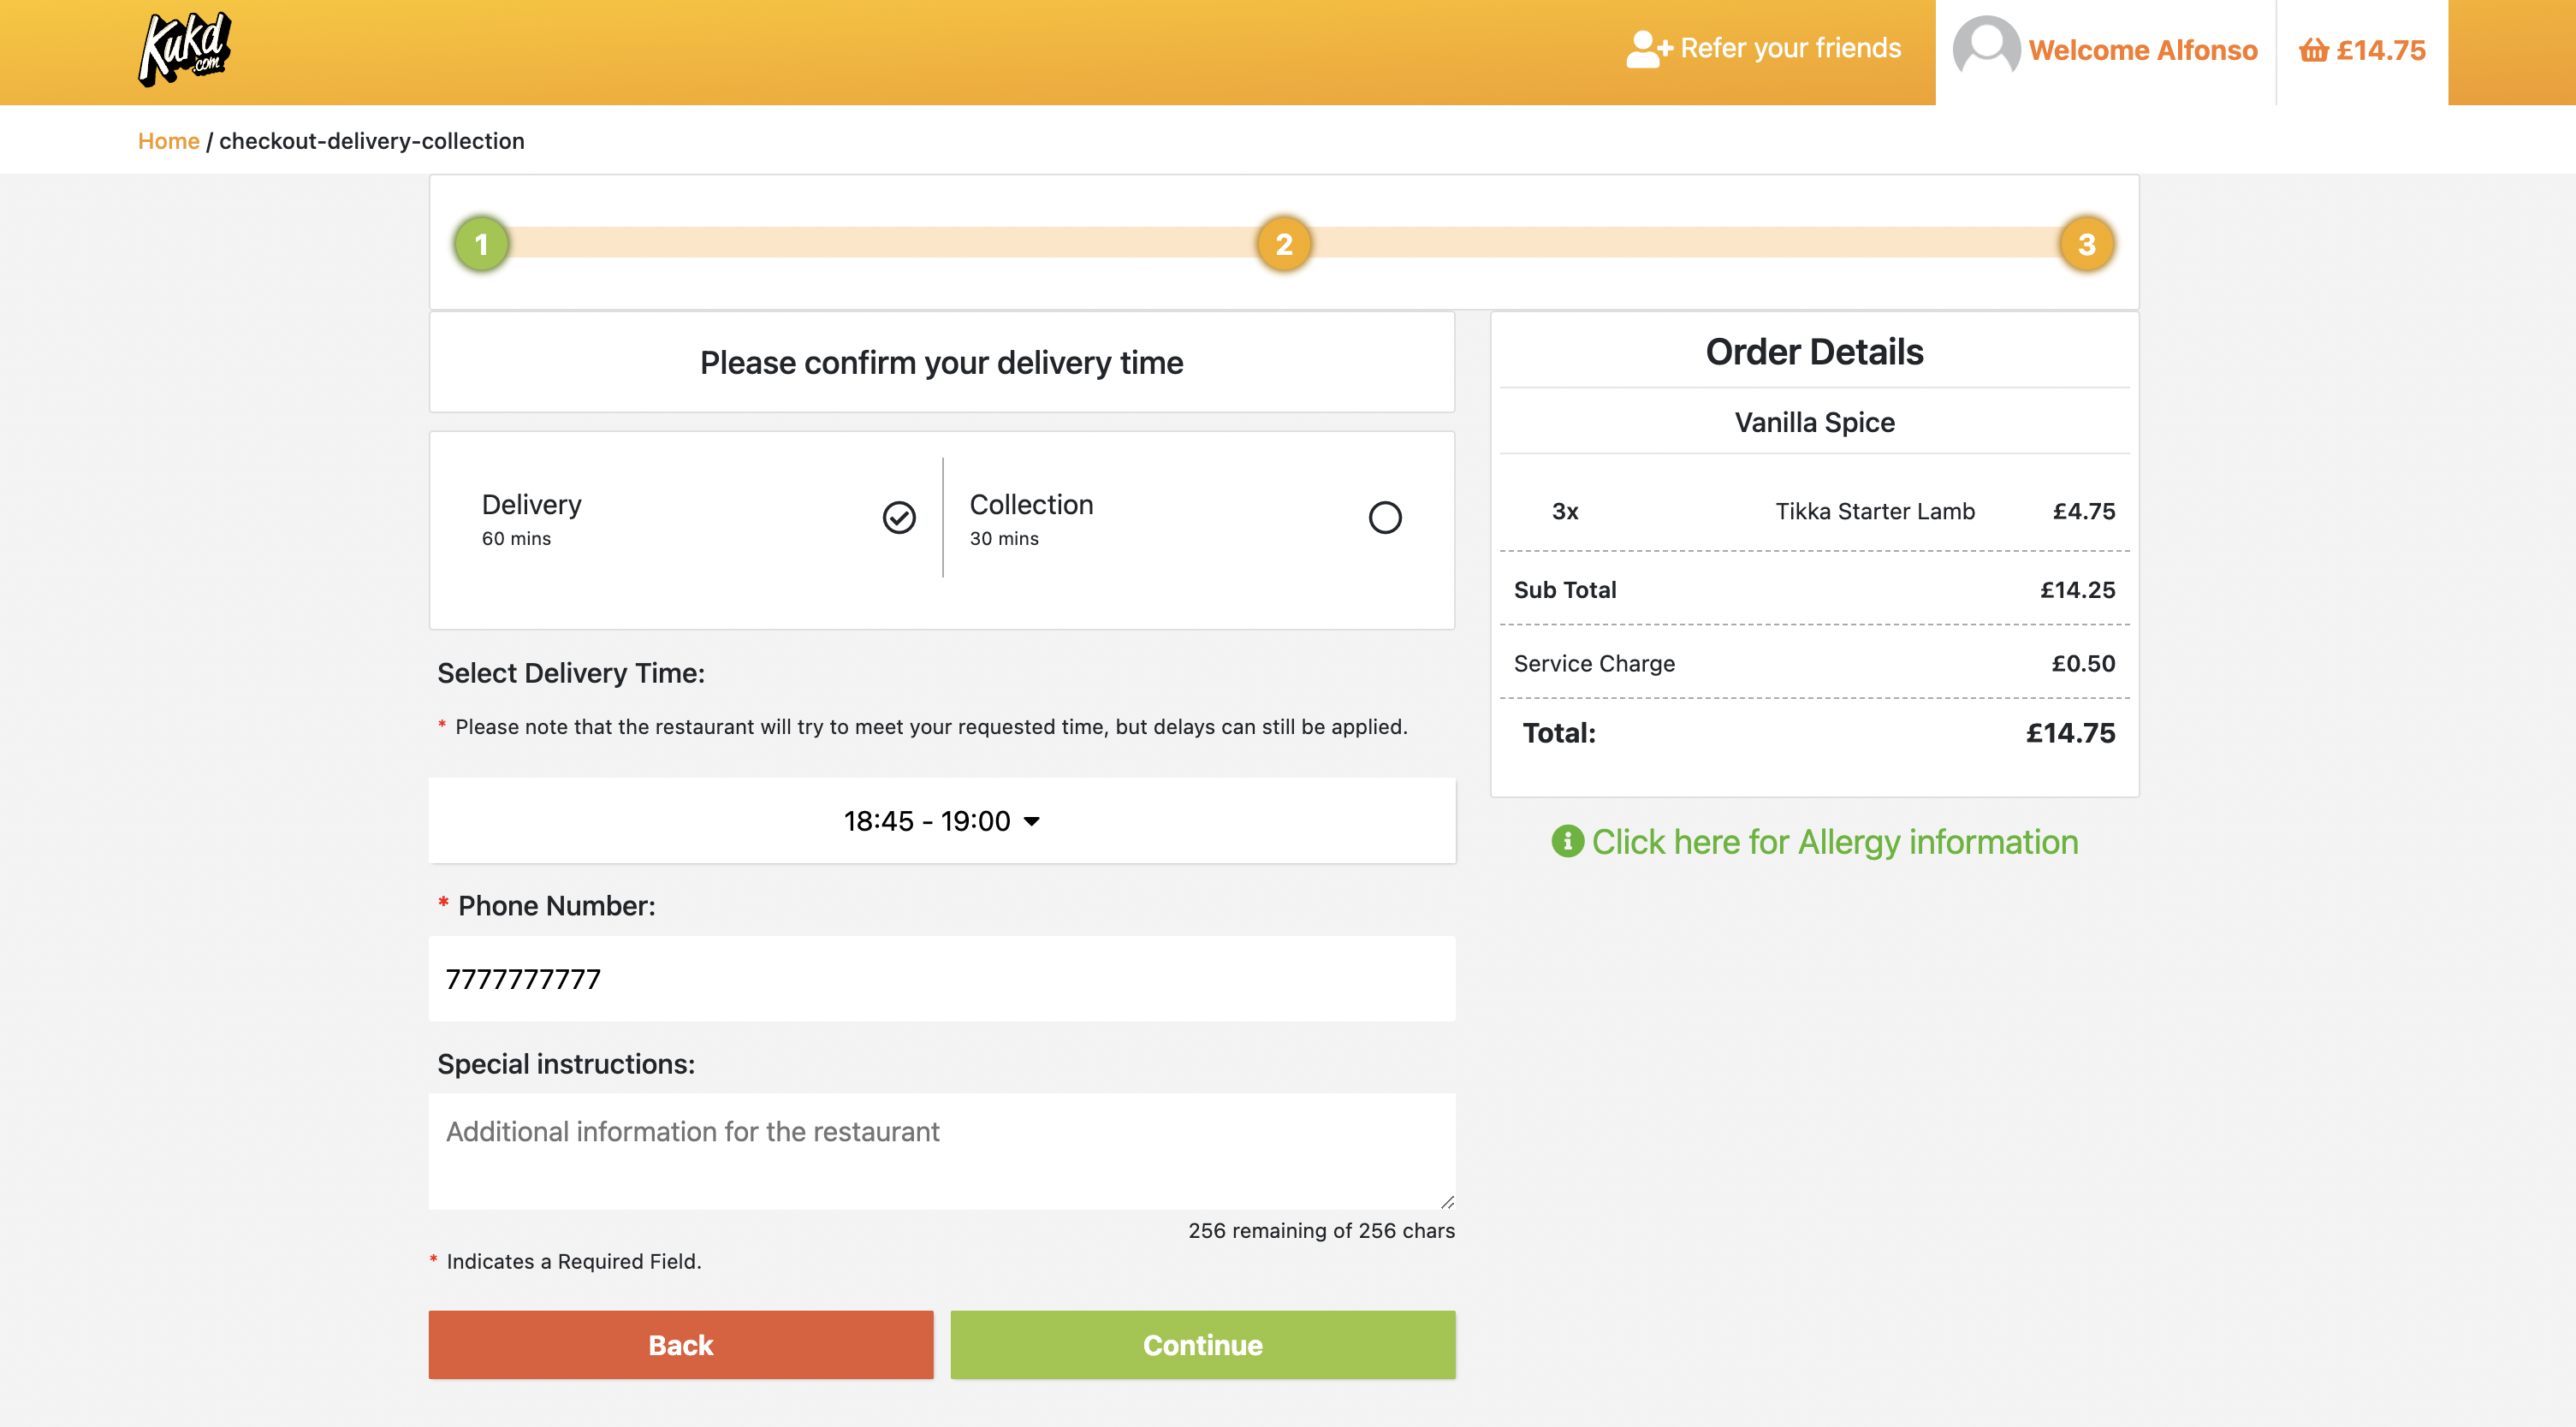 Kukd
.com
Refer your friends
Welcome Alfonso
£14.75
Home / checkout-delivery-collection
1
2
3
Please confirm your delivery time
Delivery
60 mins
Collection
30 mins
Select Delivery Time:
* Please note that the restaurant will try to meet your requested time, but delays can still be applied.
18:45 - 19:00
* Phone Number:
7777777777
Special instructions:
Additional information for the restaurant
256 remaining of 256 chars
* Indicates a Required Field.
Back
Continue
Order Details
Vanilla Spice
3x Tikka Starter Lamb £4.75
Sub Total £14.25
Service Charge £0.50
Total: £14.75
Click here for Allergy information